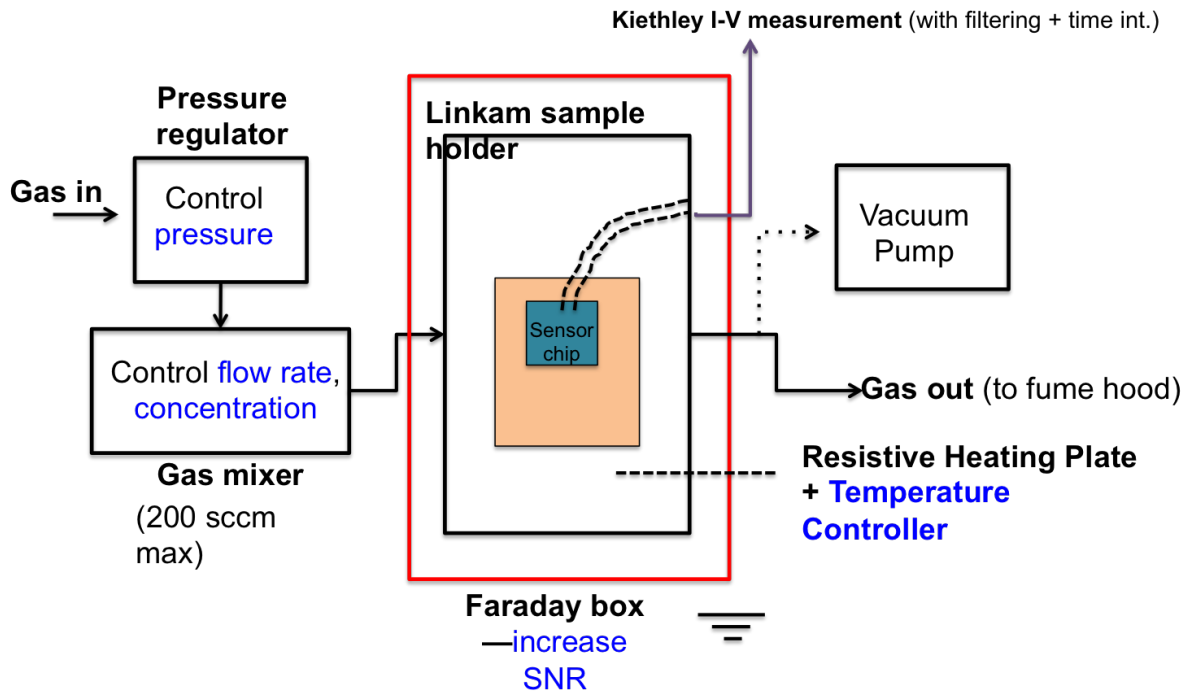 Kiethley I-V measurement (with filtering + time int.)
Pressure
regulator
Gas in
Control
pressure
Control flow rate,
concentration
Gas mixer
(200 sccm
max)
Linkam sample
holder
Sensor
chip
Vacuum
Pump
Gas out (to fume hood)
Resistive Heating Plate
+ Temperature
Controller
Faraday box
—increase
SNR